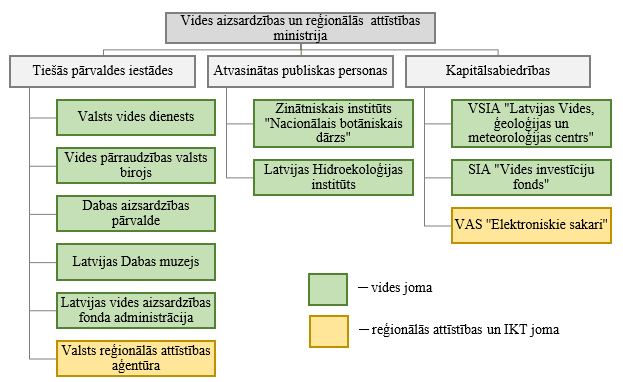 Vides aizsardzības un reģionālās attīstības
ministrija
Tiešās pārvaldes iestādes
Atvasinātas publiskas personas
Kapitālsabiedrības
Valsts vides dienests
Vides pārraudzības valsts
birojs
Dabas aizsardzības
pārvalde
Latvijas Dabas muzejs
Latvijas vides aizsardzības
fonda administrācija
Valsts reģionālās attīstības
aģentūra
Zinātniskais institūts
"Nacionālais botāniskais
dārzs"
Latvijas Hidroekoloģijas
institūts
VSIA "Latvijas Vides,
ģeoloģijas un
meteoroloģijas centrs"
SIA "Vides investīciju
fonds"
VAS "Elektroniskie sakari"
– vides joma
– reģionālās attīstības un IKT joma